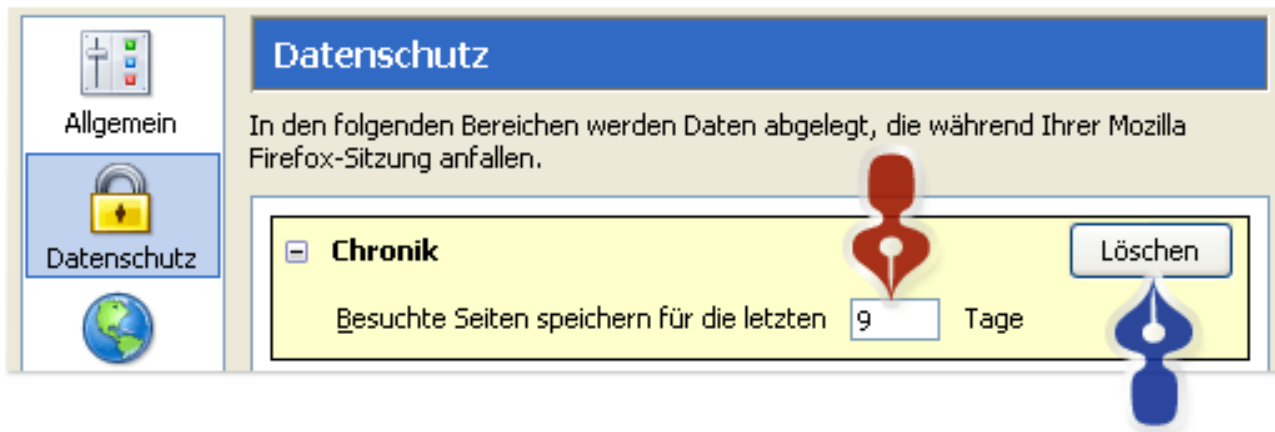 Datenschutz
Allgemein
In den folgenden Bereichen werden Daten abgelegt, die während Ihrer Mozilla
Firefox-Sitzung anfallen.
Datenschutz
Chronik
Löschen
Besuchte Seiten speichern für die letzten 9 Tage